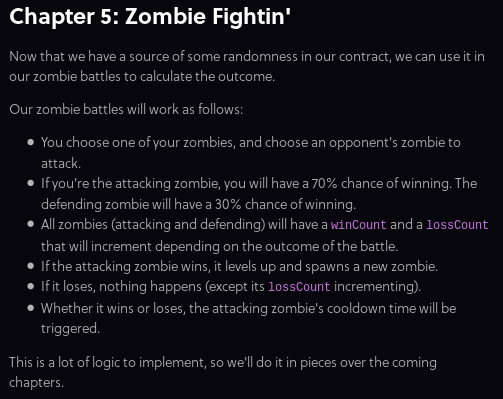 Chapter 5: Zombie Fightin'
Now that we have a source of some randomness in our contract, we can use it in
our zombie battles to calculate the outcome.
Our zombie battles will work as follows:
• You choose one of your zombies, and choose an opponent's zombie to
attack.
• If you're the attacking zombie, you will have a 70% chance of winning. The
defending zombie will have a 30% chance of winning.
• All zombies (attacking and defending) will have a winCount and a lossCount
that will increment depending on the outcome of the battle.
• If the attacking zombie wins, it levels up and spawns a new zombie.
• If it loses, nothing happens (except its lossCount incrementing).
• Whether it wins or loses, the attacking zombie's cooldown time will be
triggered.
This is a lot of logic to implement, so we'll do it in pieces over the coming
chapters.